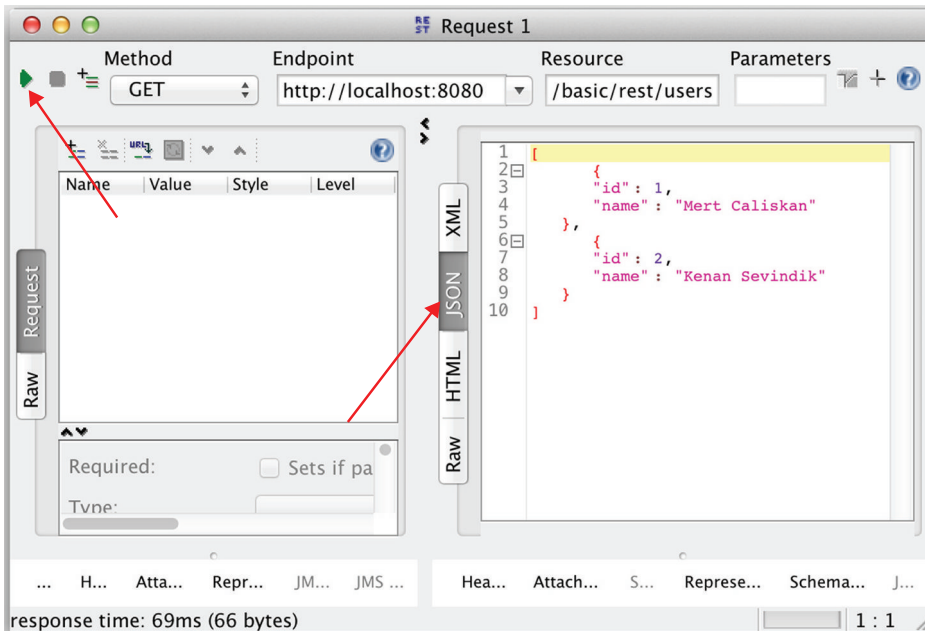 RE
ST Request 1
Method Endpoint Resource Parameters
GET http://localhost:8080 /basic/rest/users
URL
Name Value Style Level
Request
Raw
Required: Sets if pa
Type:
XML
JSON
HTML
Raw
1 [
2 {
3 "id": 1,
4 "name": "Mert Caliskan"
5 },
6 {
7 "id": 2,
8 "name": "Kenan Sevindik"
9 }
10 ]
... H... Atta... Repr... JM... JMS ... Hea... Attach... S... Represe... Schema... J...
response time: 69ms (66 bytes) 1 : 1